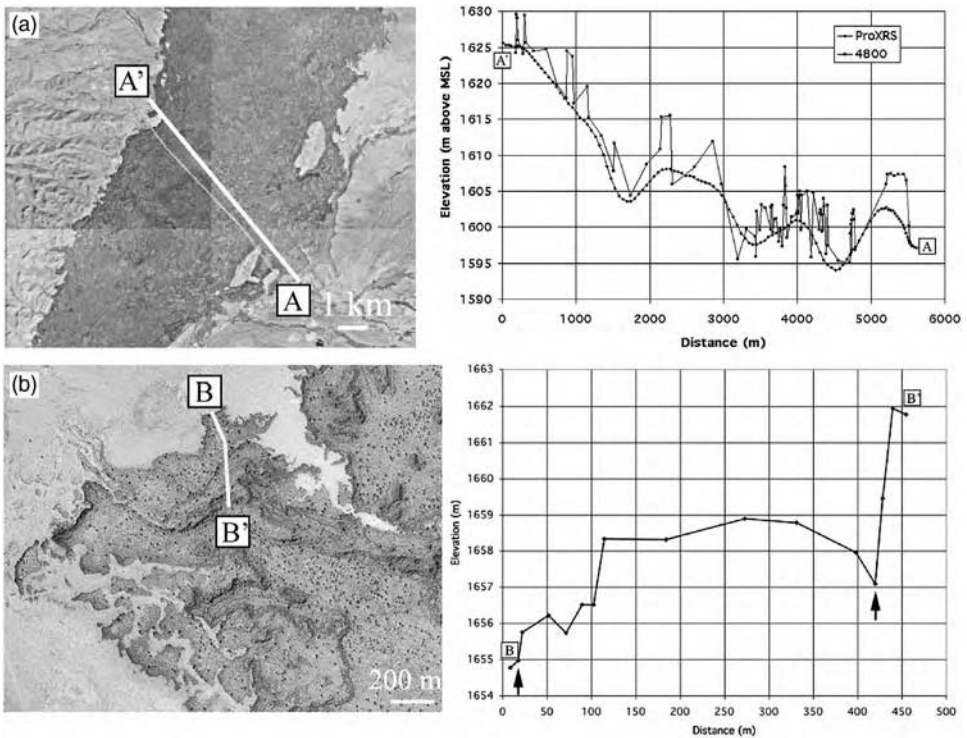 (a)
A'
A
1 km
ProXRS
4800
A'
A
Elevation (m above MSL)
1630
1625
1620
1615
1610
1605
1600
1595
1590
0
1000
2000
3000
4000
5000
6000
Distance (m)
(b)
B
B'
200 m
B
B'
Elevation (m)
1663
1662
1661
1660
1659
1658
1657
1656
1655
1654
0
50
100
150
200
250
300
350
400
450
500
Distance (m)